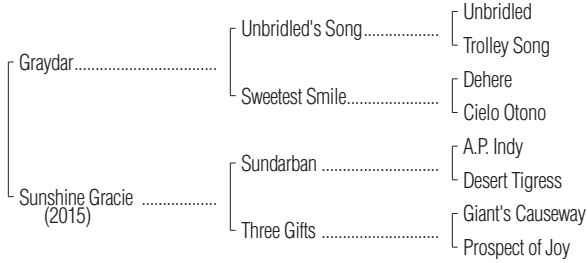 Unbridled
Unbridled's Song
Trolley Song
Graydar
Dehere
Sweetest Smile
Cielo Otono
A.P. Indy
Sundarban
Desert Tigress
Sunshine Gracie
(2015)
Giant's Causeway
Three Gifts
Prospect of Joy